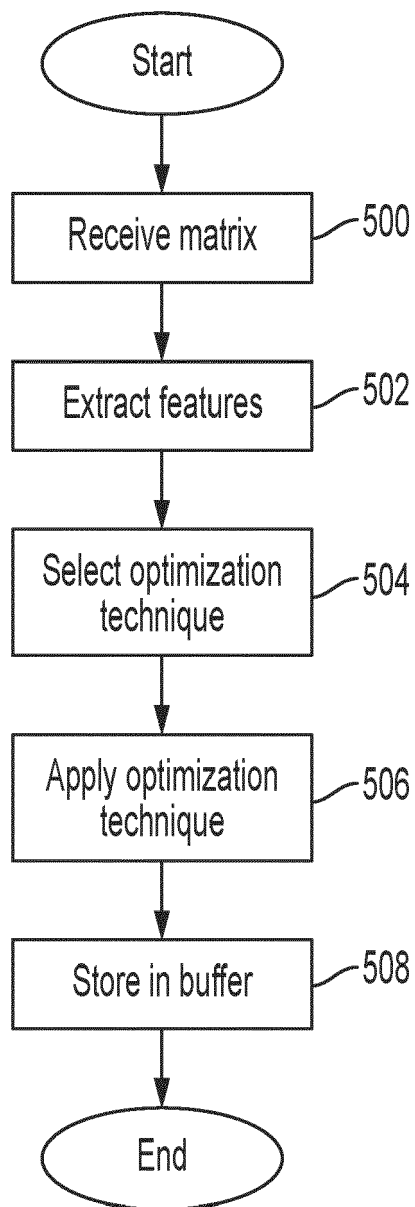 Start
Receive matrix
500
Extract features
502
Select optimization
technique
504
Apply optimization
technique
506
Store in buffer
508
End